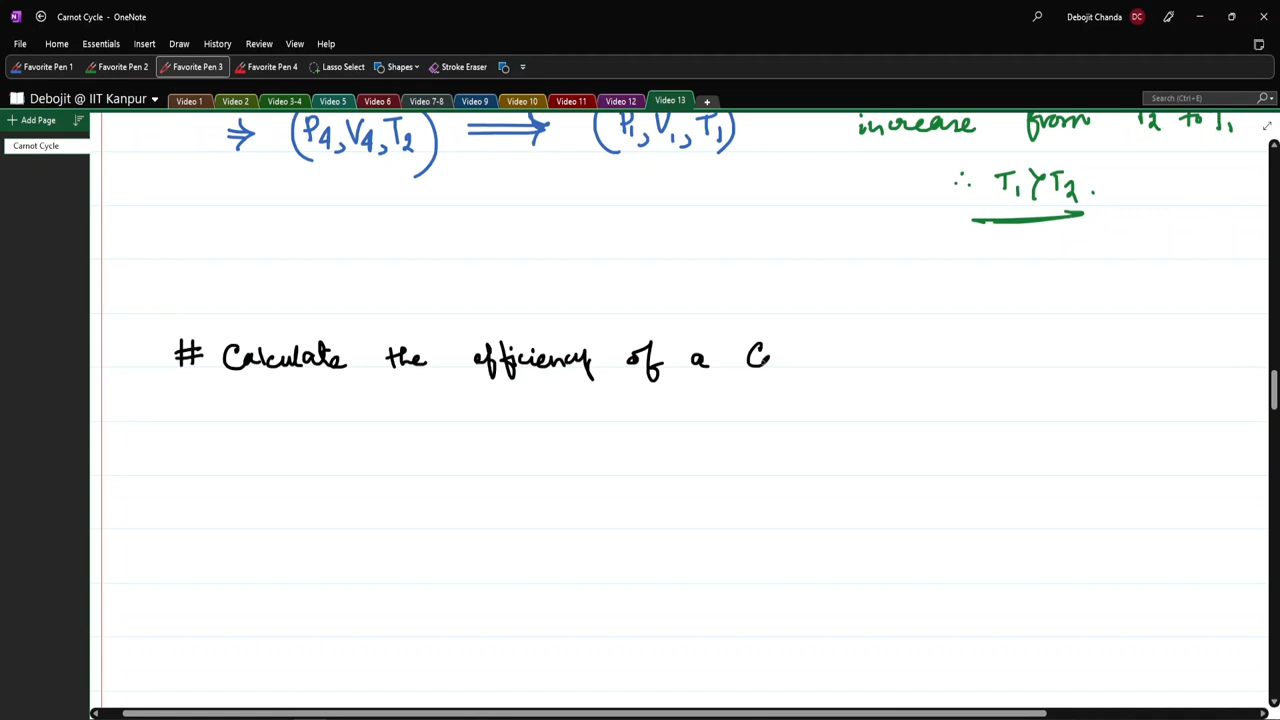 Carnot Cycle - OneNote
Debojit Chanda DC
File Home Essentials Insert Draw History Review View Help
Favorite Pen 1 Favorite Pen 2 Favorite Pen 3 Favorite Pen 4 Lasso Select Shapes Stroke Eraser
Debojit @ IIT Kanpur Video 1 Video 2 Video 3-4 Video 5 Video 6 Video 7-8 Video 9 Video 10 Video 11 Video 12 Video 13 Search (Ctrl+E)
Add Page
Carnot Cycle
⇒ (P4, V4, T2) ⟹ (P1, V1, T1)
increase from T2 to T1
∴ T1 > T2.
# Calculate the efficiency of a C